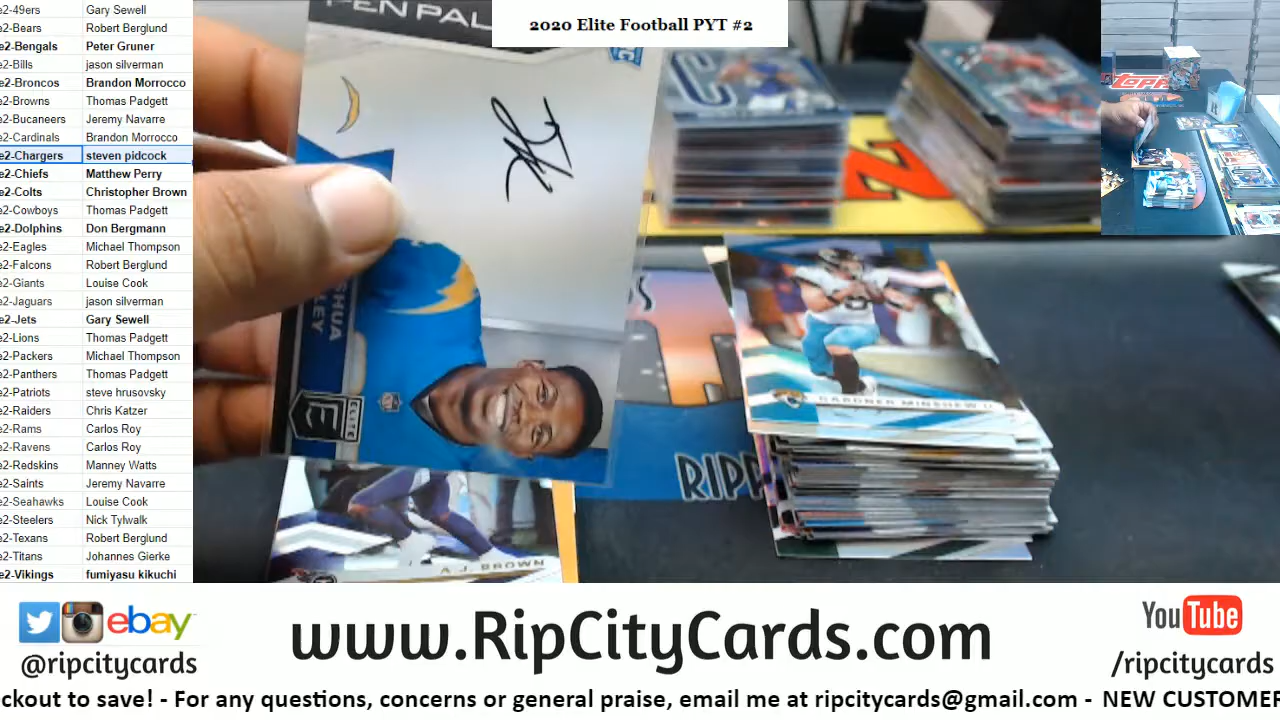 e2-49ers Gary Sewell
e2-Bears Robert Berglund
e2-Bengals Peter Gruner
e2-Bills jason silverman
e2-Broncos Brandon Morrocco
e2-Browns Thomas Padgett
e2-Bucaneers Jeremy Navarre
e2-Cardinals Brandon Morrocco
e2-Chargers steven pidcock
e2-Chiefs Matthew Perry
e2-Colts Christopher Brown
e2-Cowboys Thomas Padgett
e2-Dolphins Don Bergmann
e2-Eagles Michael Thompson
e2-Falcons Robert Berglund
e2-Giants Louise Cook
e2-Jaguars jason silverman
e2-Jets Gary Sewell
e2-Lions Thomas Padgett
e2-Packers Michael Thompson
e2-Panthers Thomas Padgett
e2-Patriots steve hrusovsky
e2-Raiders Chris Katzer
e2-Rams Carlos Roy
e2-Ravens Carlos Roy
e2-Redskins Manney Watts
e2-Saints Jeremy Navarre
e2-Seahawks Louise Cook
e2-Steelers Nick Tylwalk
e2-Texans Robert Berglund
e2-Titans Johannes Gierke
e2-Vikings fumiyasu kikuchi
2020 Elite Football PYT #2
PEN PAL
RC
SHUA
LEY
ELITE
NFL
A.J. BROWN
GARDNER MINSHEW II
RIPP
TOPPS
ebay
@ripcitycards
www.RipCityCards.com
YouTube
/ripcitycards
ckout to save! - For any questions, concerns or general praise, email me at ripcitycards@gmail.com - NEW CUSTOMER